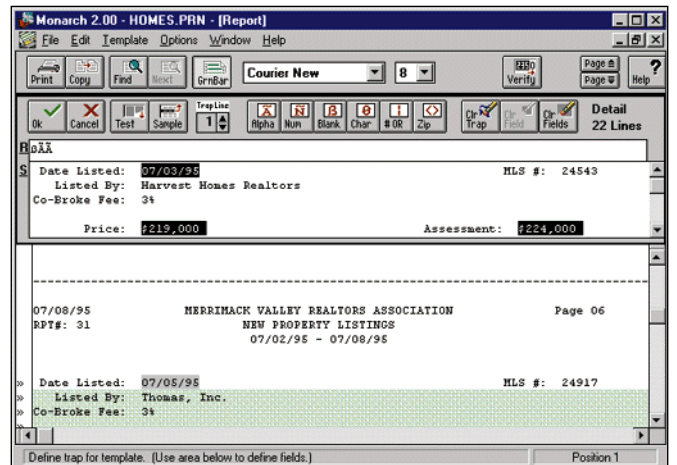 Monarch 2.00 - HOMES.PRN - [Report]
File Edit Template Options Window Help
Print Copy Find Next GrnBar Courier New 8 Verify Page Page Help
Ok Cancel Test Sample Trap Line 1 Alpha Num Blank Char # OR Zip Clr Trap Clr Field Clr Fields Detail 22 Lines
R øÃÃ
S Date Listed: 07/03/95 MLS #: 24543
Listed By: Harvest Homes Realtors
Co-Broke Fee: 3%
Price: $219,000 Assessment: $224,000
--------------------------------------------------------------------------------
07/08/95 MERRIMACK VALLEY REALTORS ASSOCIATION Page 06
RPT#: 31 NEW PROPERTY LISTINGS
07/02/95 - 07/08/95
» Date Listed: 07/05/95 MLS #: 24917
» Listed By: Thomas, Inc.
» Co-Broke Fee: 3%
»
Define trap for template. (Use area below to define fields.) Position 1